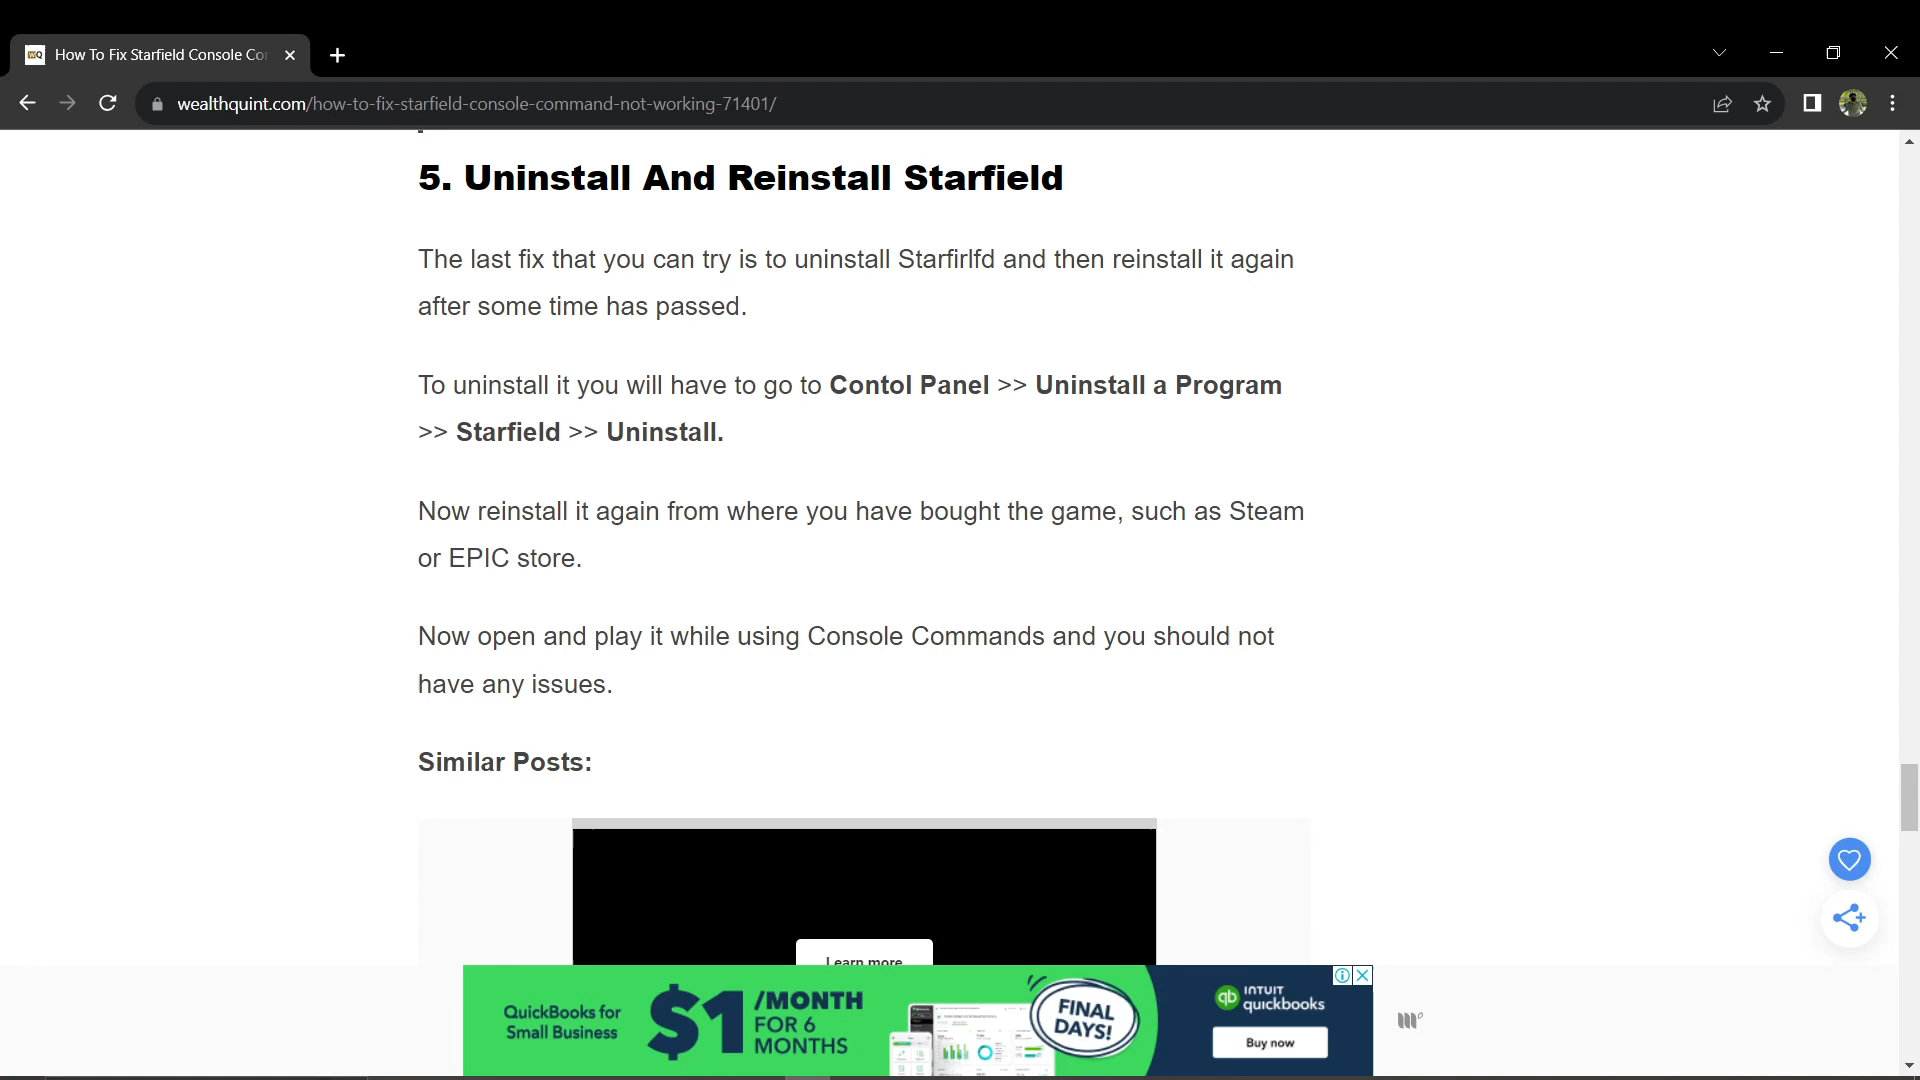 How To Fix Starfield Console Co
wealthquint.com/how-to-fix-starfield-console-command-not-working-71401/
5. Uninstall And Reinstall Starfield
The last fix that you can try is to uninstall Starfirlfd and then reinstall it again
after some time has passed.
To uninstall it you will have to go to Contol Panel >> Uninstall a Program
>> Starfield >> Uninstall.
Now reinstall it again from where you have bought the game, such as Steam
or EPIC store.
Now open and play it while using Console Commands and you should not
have any issues.
Similar Posts:
Learn more
QuickBooks for
Small Business
$1 /MONTH
FOR 6
MONTHS
FINAL
DAYS!
qb INTUIT
quickbooks
Buy now